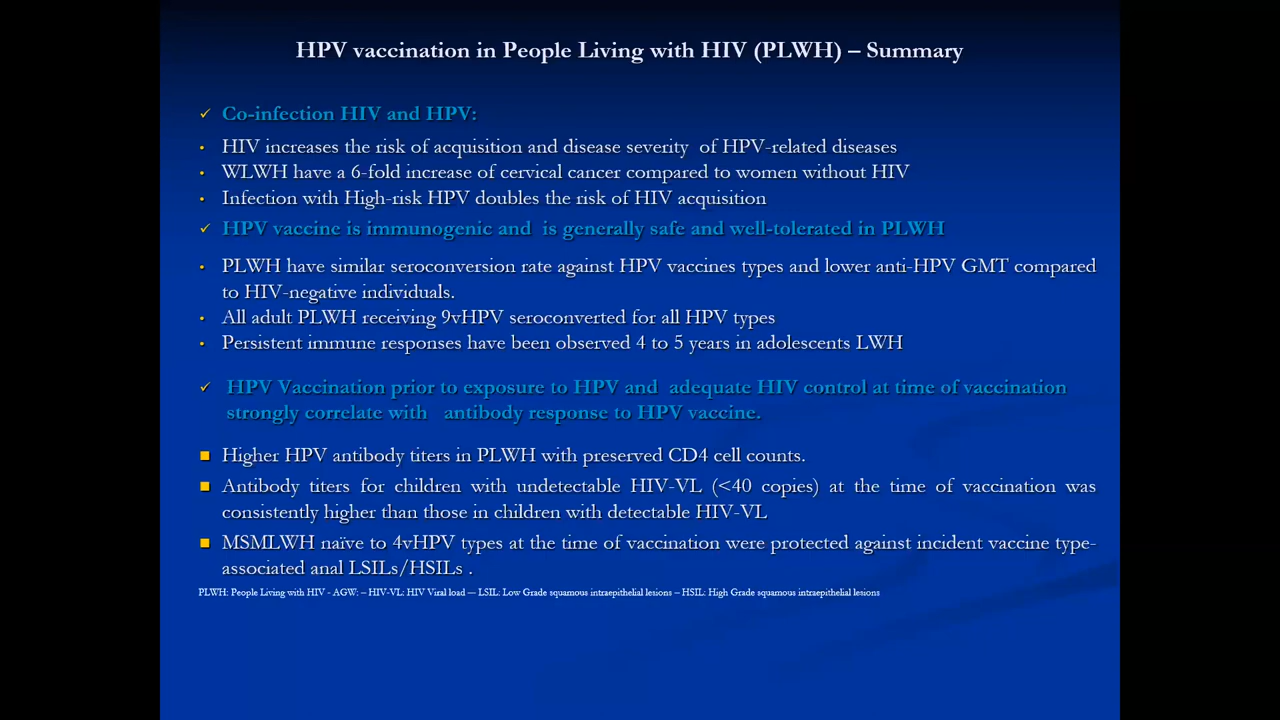 HPV vaccination in People Living with HIV (PLWH) – Summary
✓ Co-infection HIV and HPV:
• HIV increases the risk of acquisition and disease severity of HPV-related diseases
• WLWH have a 6-fold increase of cervical cancer compared to women without HIV
• Infection with High-risk HPV doubles the risk of HIV acquisition
✓ HPV vaccine is immunogenic and is generally safe and well-tolerated in PLWH
• PLWH have similar seroconversion rate against HPV vaccines types and lower anti-HPV GMT compared
to HIV-negative individuals.
• All adult PLWH receiving 9vHPV seroconverted for all HPV types
• Persistent immune responses have been observed 4 to 5 years in adolescents LWH
✓ HPV Vaccination prior to exposure to HPV and adequate HIV control at time of vaccination
strongly correlate with antibody response to HPV vaccine.
■ Higher HPV antibody titers in PLWH with preserved CD4 cell counts.
■ Antibody titers for children with undetectable HIV-VL (<40 copies) at the time of vaccination was
consistently higher than those in children with detectable HIV-VL
■ MSMLWH naïve to 4vHPV types at the time of vaccination were protected against incident vaccine type-
associated anal LSILs/HSILs .
PLWH: People Living with HIV - AGW: – HIV-VL: HIV Viral load — LSIL: Low Grade squamous intraepithelial lesions – HSIL: High Grade squamous intraepithelial lesions